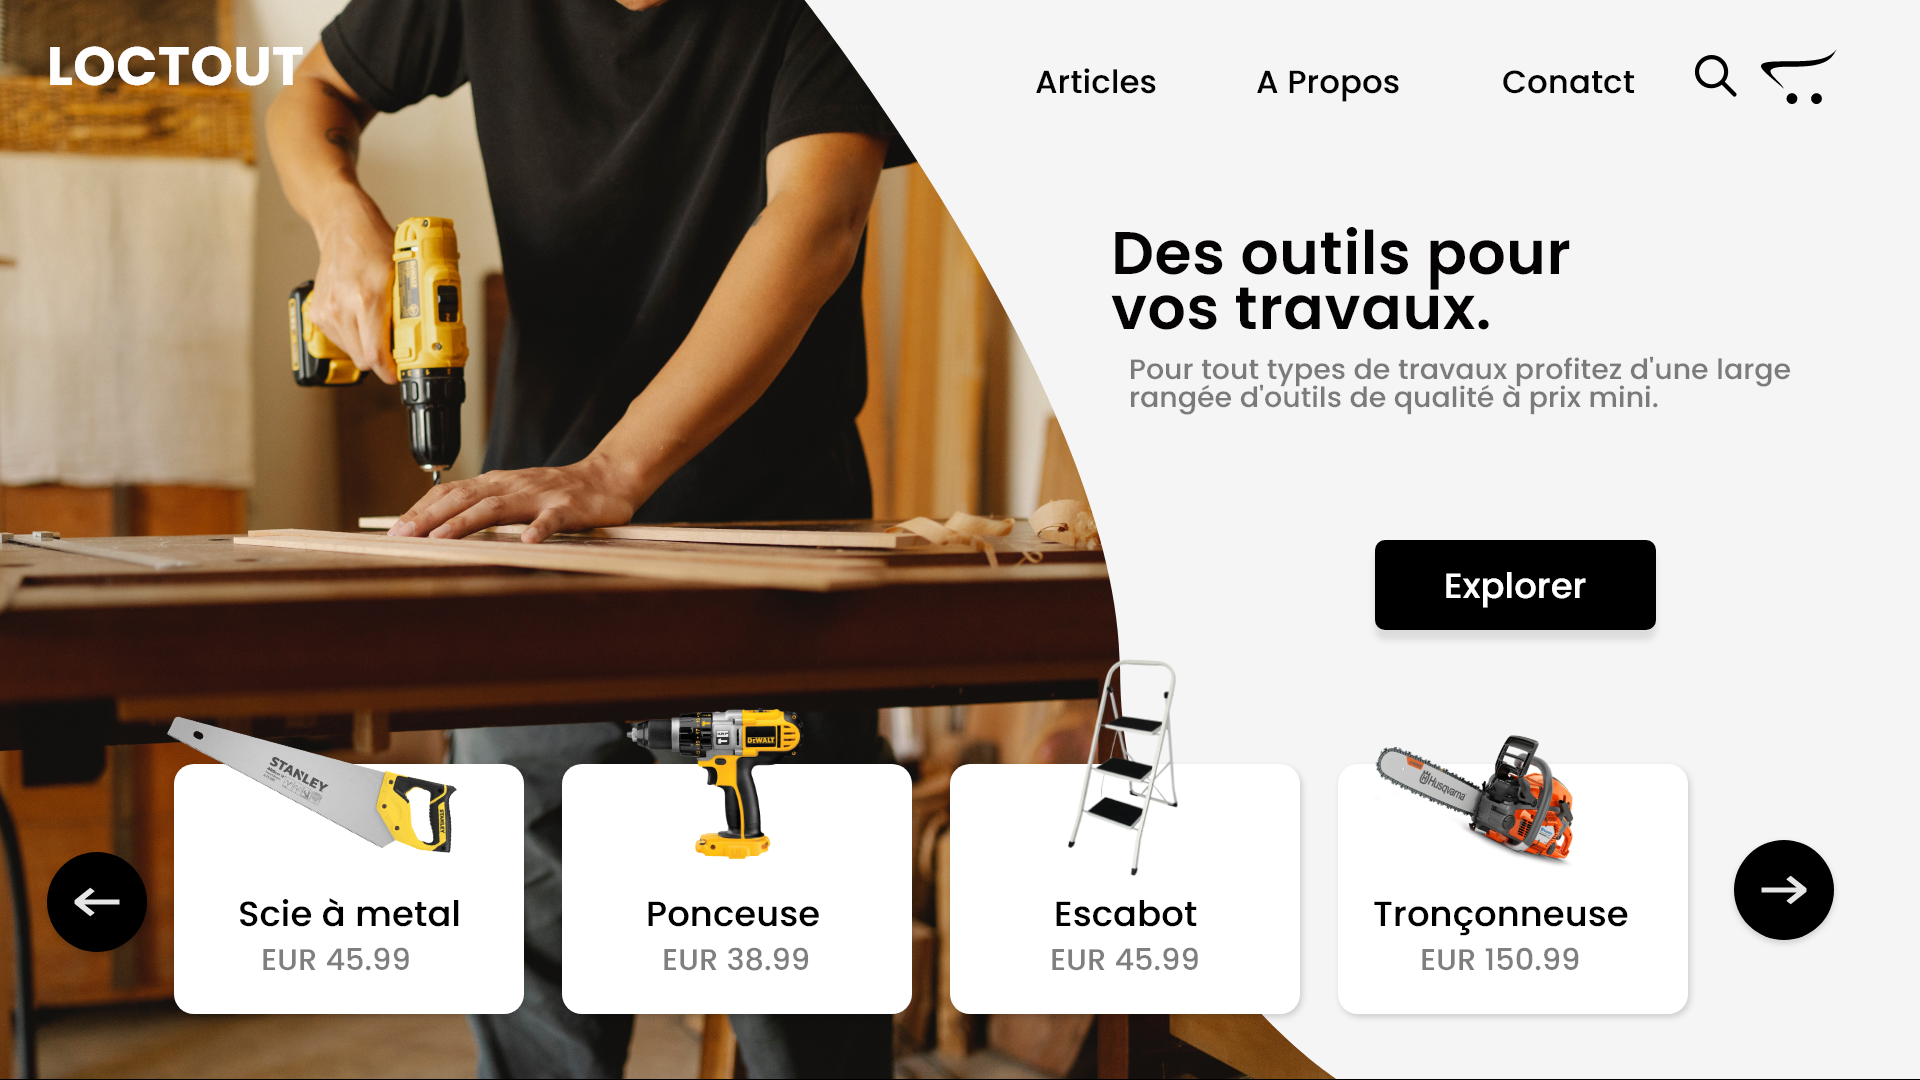 LOCTOUT
Articles
A Propos
Conatct
Des outils pour
vos travaux.
Pour tout types de travaux profitez d'une large
rangée d'outils de qualité à prix mini.
Explorer
STANLEY
STANLEY
DEWALT
Husqvarna
Scie à metal
EUR 45.99
Ponceuse
EUR 38.99
Escabot
EUR 45.99
Tronçonneuse
EUR 150.99